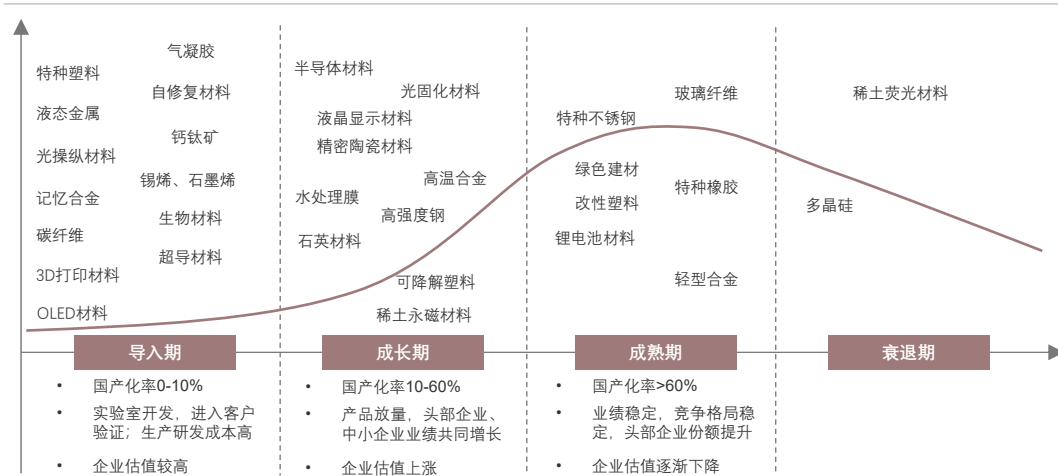 气凝胶
特种塑料
自修复材料
液态金属
钙钛矿
光操纵材料
锡烯、石墨烯
记忆合金
生物材料
碳纤维
超导材料
3D打印材料
OLED材料
半导体材料
光固化材料
液晶显示材料
精密陶瓷材料
高温合金
水处理膜
高强度钢
石英材料
可降解塑料
稀土永磁材料
玻璃纤维
特种不锈钢
绿色建材
特种橡胶
改性塑料
锂电池材料
轻型合金
稀土荧光材料
多晶硅
导入期
• 国产化率0-10%
• 实验室开发，进入客户
验证；生产研发成本高
• 企业估值较高
成长期
• 国产化率10-60%
• 产品放量，头部企业、
中小企业业绩共同增长
• 企业估值上涨
成熟期
• 国产化率>60%
• 业绩稳定，竞争格局稳
定，头部企业份额提升
• 企业估值逐渐下降
衰退期